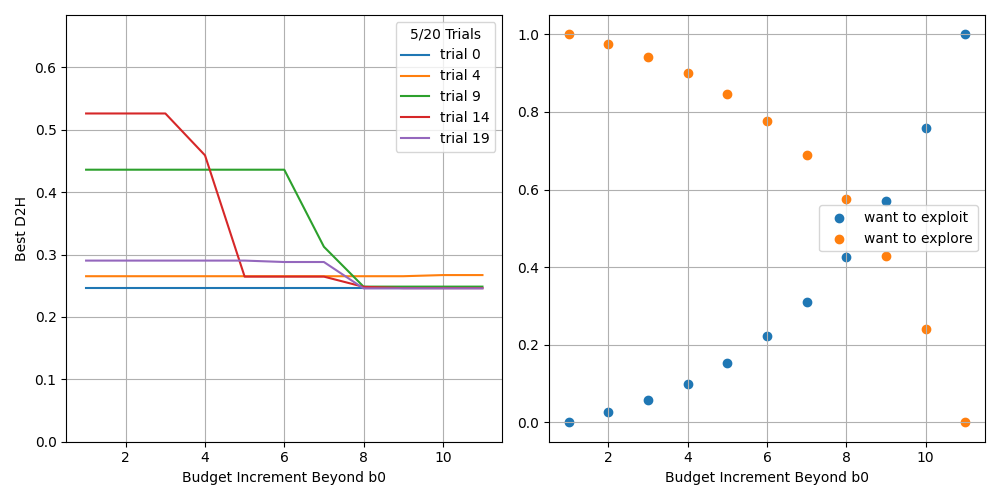 5/20 Trials
trial 0
trial 4
trial 9
trial 14
trial 19
Best D2H
0.6
0.5
0.4
0.3
0.2
0.1
0.0
2 4 6 8 10
Budget Increment Beyond b0
1.0
0.8
0.6
0.4
0.2
0.0
want to exploit
want to explore
2 4 6 8 10
Budget Increment Beyond b0